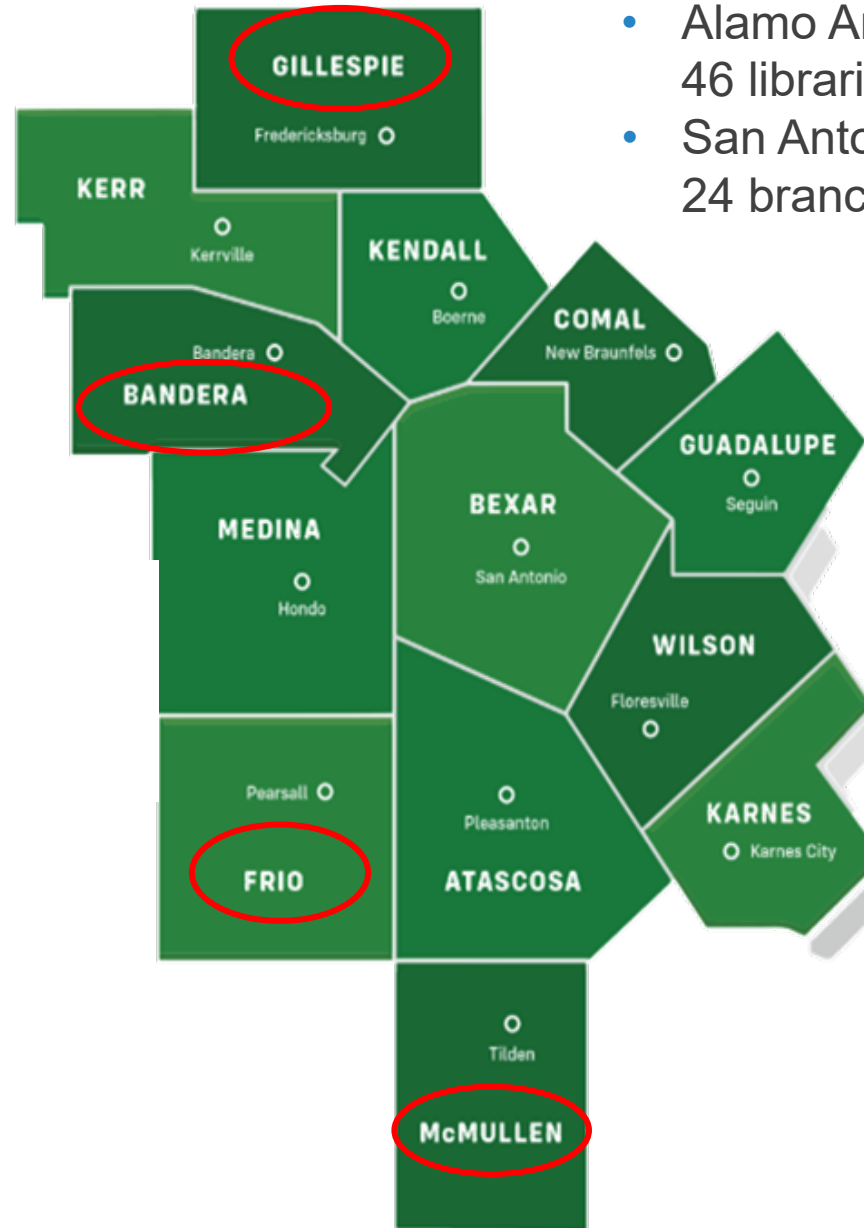 • Alamo Ar
46 librari
• San Anto
24 branc
GILLESPIE
Fredericksburg
KERR
Kerrville
KENDALL
Boerne
COMAL
New Braunfels
Bandera
BANDERA
GUADALUPE
Seguin
BEXAR
San Antonio
MEDINA
Hondo
WILSON
Floresville
Pearsall
FRIO
Pleasanton
ATASCOSA
KARNES
Karnes City
Tilden
McMULLEN